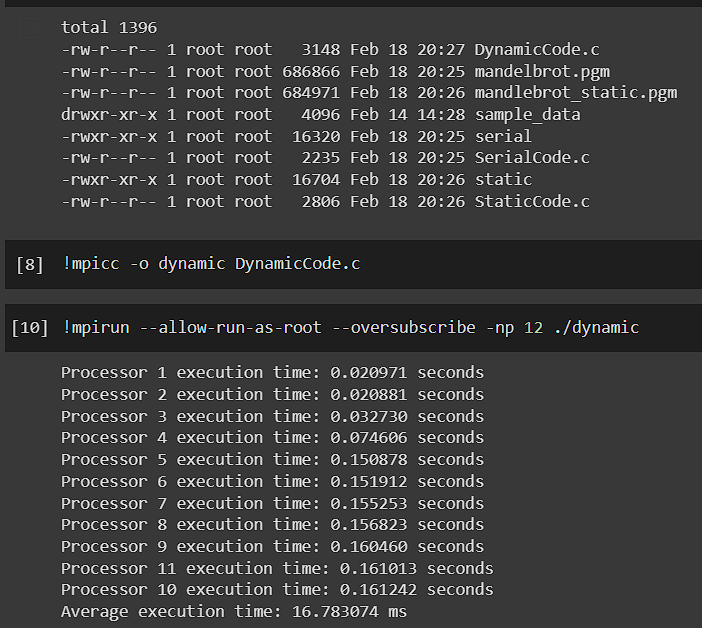 total 1396
-rw-r--r-- 1 root root   3148 Feb 18 20:27 DynamicCode.c
-rw-r--r-- 1 root root 686866 Feb 18 20:25 mandelbrot.pgm
-rw-r--r-- 1 root root 684971 Feb 18 20:26 mandlebrot_static.pgm
drwxr-xr-x 1 root root   4096 Feb 14 14:28 sample_data
-rwxr-xr-x 1 root root  16320 Feb 18 20:25 serial
-rw-r--r-- 1 root root   2235 Feb 18 20:25 SerialCode.c
-rwxr-xr-x 1 root root  16704 Feb 18 20:26 static
-rw-r--r-- 1 root root   2806 Feb 18 20:26 StaticCode.c
[8] !mpicc -o dynamic DynamicCode.c
[10] !mpirun --allow-run-as-root --oversubscribe -np 12 ./dynamic
Processor 1 execution time: 0.020971 seconds
Processor 2 execution time: 0.020881 seconds
Processor 3 execution time: 0.032730 seconds
Processor 4 execution time: 0.074606 seconds
Processor 5 execution time: 0.150878 seconds
Processor 6 execution time: 0.151912 seconds
Processor 7 execution time: 0.155253 seconds
Processor 8 execution time: 0.156823 seconds
Processor 9 execution time: 0.160460 seconds
Processor 11 execution time: 0.161013 seconds
Processor 10 execution time: 0.161242 seconds
Average execution time: 16.783074 ms